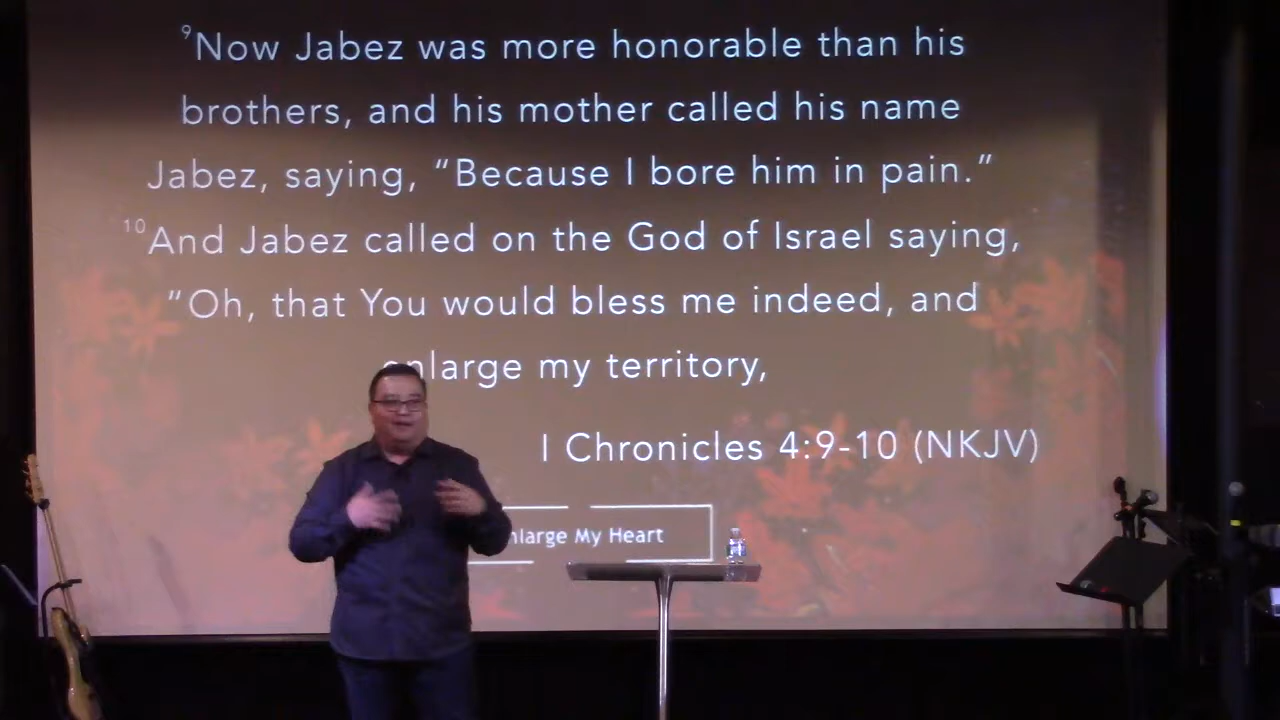 ⁹Now Jabez was more honorable than his
brothers, and his mother called his name
Jabez, saying, “Because I bore him in pain.”
¹⁰And Jabez called on the God of Israel saying,
“Oh, that You would bless me indeed, and
enlarge my territory,
I Chronicles 4:9-10 (NKJV)
nlarge My Heart